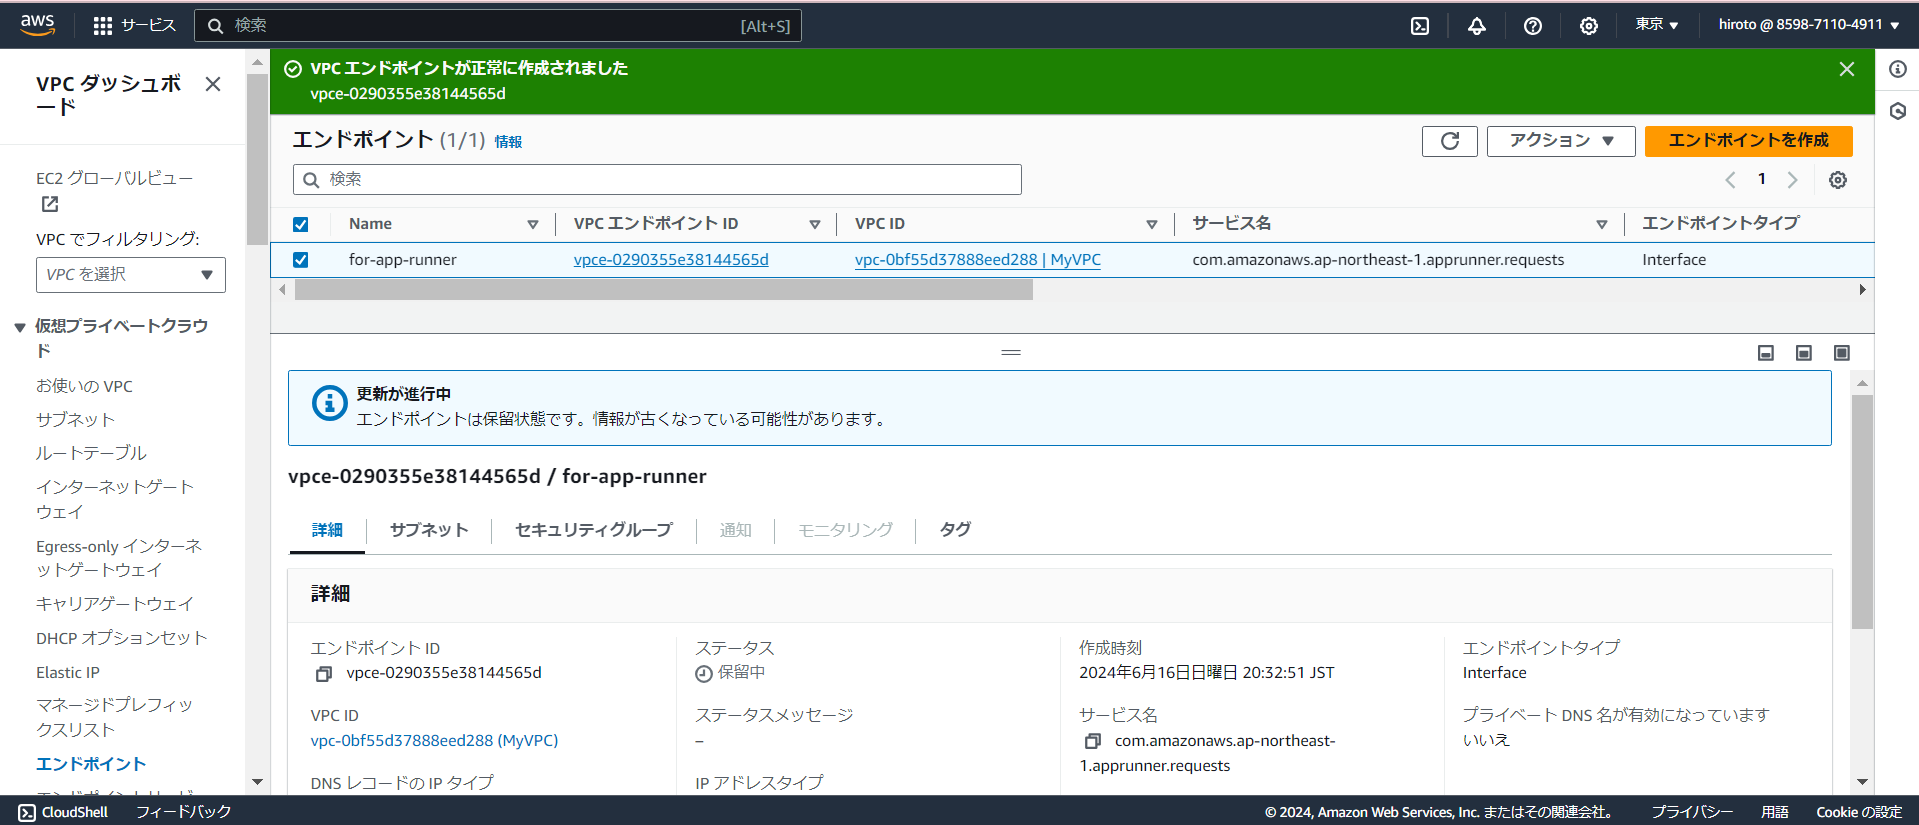 aws
サービス
検索
[Alt+S]
東京
hiroto @ 8598-7110-4911
VPC ダッシュボ
ード
EC2 グローバルビュー
VPC でフィルタリング:
VPC を選択
仮想プライベートクラウ
ド
お使いの VPC
サブネット
ルートテーブル
インターネットゲート
ウェイ
Egress-only インターネ
ットゲートウェイ
キャリアゲートウェイ
DHCP オプションセット
Elastic IP
マネージドプレフィッ
クスリスト
エンドポイント
VPC エンドポイントが正常に作成されました
vpce-0290355e38144565d
エンドポイント (1/1) 情報
アクション
エンドポイントを作成
検索
1
Name
VPC エンドポイント ID
VPC ID
サービス名
エンドポイントタイプ
for-app-runner
vpce-0290355e38144565d
vpc-0bf55d37888eed288 | MyVPC
com.amazonaws.ap-northeast-1.apprunner.requests
Interface
更新が進行中
エンドポイントは保留状態です。情報が古くなっている可能性があります。
vpce-0290355e38144565d / for-app-runner
詳細
サブネット
セキュリティグループ
通知
モニタリング
タグ
詳細
エンドポイント ID
vpce-0290355e38144565d
ステータス
保留中
作成時刻
2024年6月16日日曜日 20:32:51 JST
エンドポイントタイプ
Interface
VPC ID
vpc-0bf55d37888eed288 (MyVPC)
ステータスメッセージ
–
サービス名
com.amazonaws.ap-northeast-
1.apprunner.requests
プライベート DNS 名が有効になっています
いいえ
DNS レコードの IP タイプ
IP アドレスタイプ
CloudShell
フィードバック
© 2024, Amazon Web Services, Inc. またはその関連会社。
プライバシー
用語
Cookie の設定